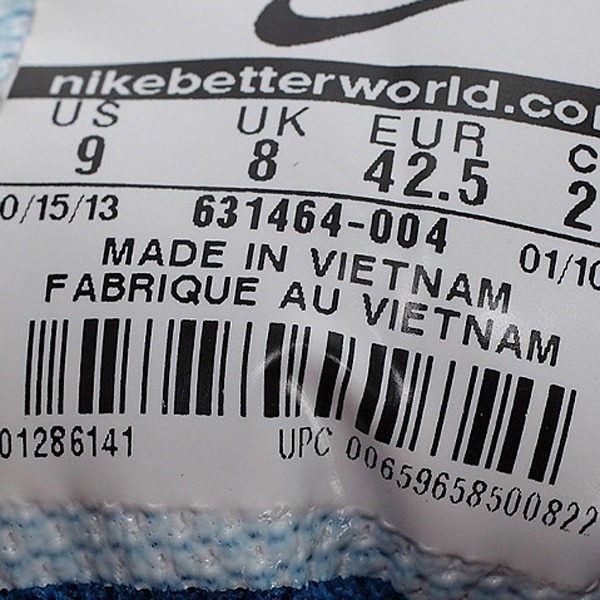 nikebetterworld.co
US UK EUR C
9 8 42.5 2
0/15/13 631464-004 01/10
MADE IN VIETNAM
FABRIQUE AU VIETNAM
01286141 UPC 00659658500822